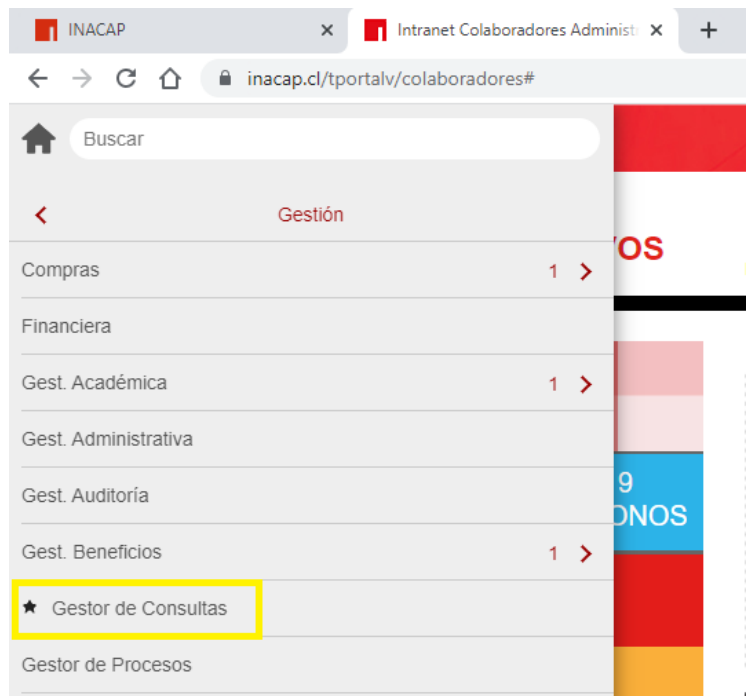 INACAP
Intranet Colaboradores Administ
inacap.cl/tportalv/colaboradores#
Buscar
Gestión
OS
Compras 1
Financiera
Gest. Académica 1
Gest. Administrativa
Gest. Auditoría
9
ONOS
Gest. Beneficios 1
Gestor de Consultas
Gestor de Procesos